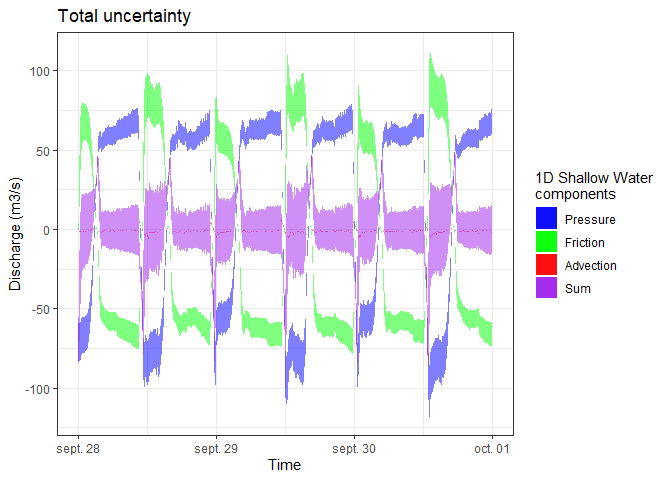 Total uncertainty
100
50
0
-50
-100
Discharge (m3/s)
sept. 28
sept. 29
sept. 30
oct. 01
Time
1D Shallow Water
components
Pressure
Friction
Advection
Sum